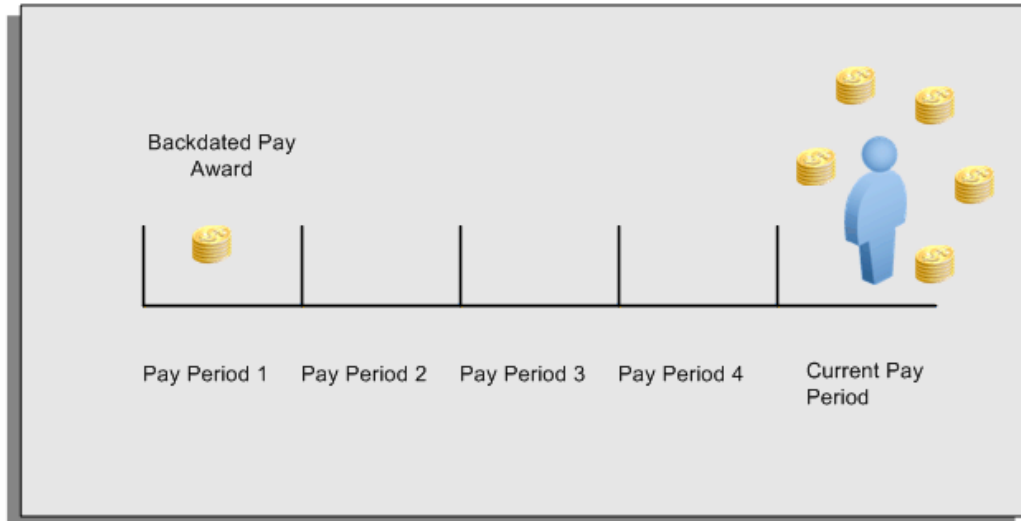 Backdated Pay
Award
Pay Period 1
Pay Period 2
Pay Period 3
Pay Period 4
Current Pay
Period